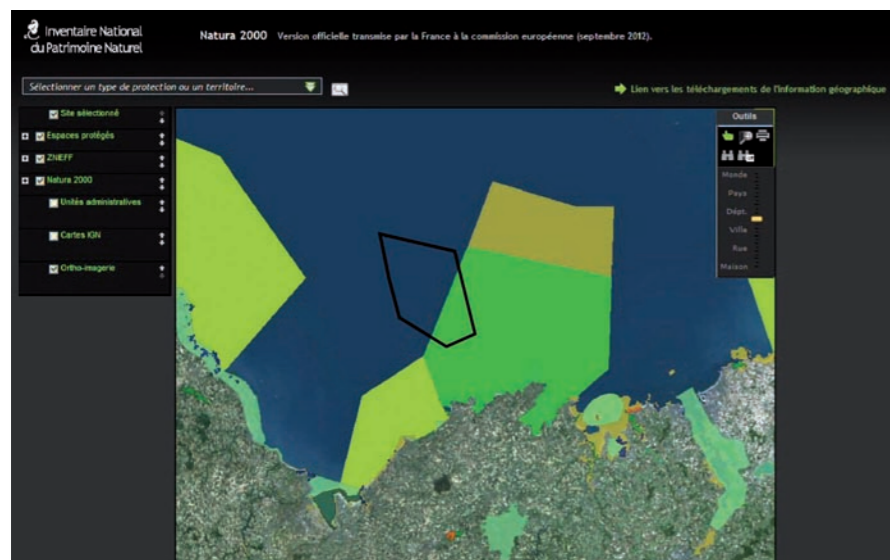 Inventaire National
du Patrimoine Naturel
Natura 2000 Version officielle transmise par la France à la commission européenne (septembre 2012).
Sélectionner un type de protection ou un territoire...
Lien vers les téléchargements de l'information géographique
Site sélectionné
Espaces protégés
ZNIEFF
Natura 2000
Unités administratives
Cartes IGN
Ortho-imagerie
Outils
Monde
Pays
Dépt.
Ville
Rue
Maison